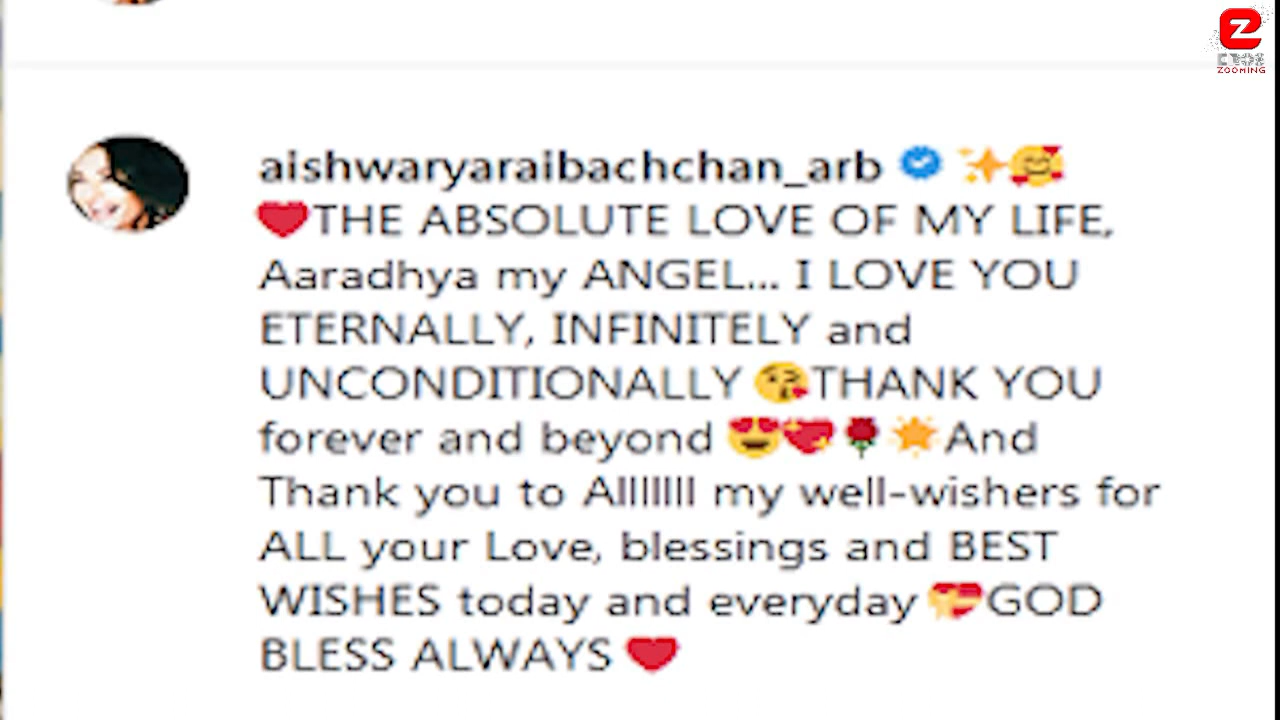 ZOOMING
aishwaryaraibachchan_arb ✨🥰
❤️THE ABSOLUTE LOVE OF MY LIFE,
Aaradhya my ANGEL... I LOVE YOU
ETERNALLY, INFINITELY and
UNCONDITIONALLY 😘THANK YOU
forever and beyond 😍💖🌹🌟And
Thank you to Alllllll my well-wishers for
ALL your Love, blessings and BEST
WISHES today and everyday 💝GOD
BLESS ALWAYS ❤️